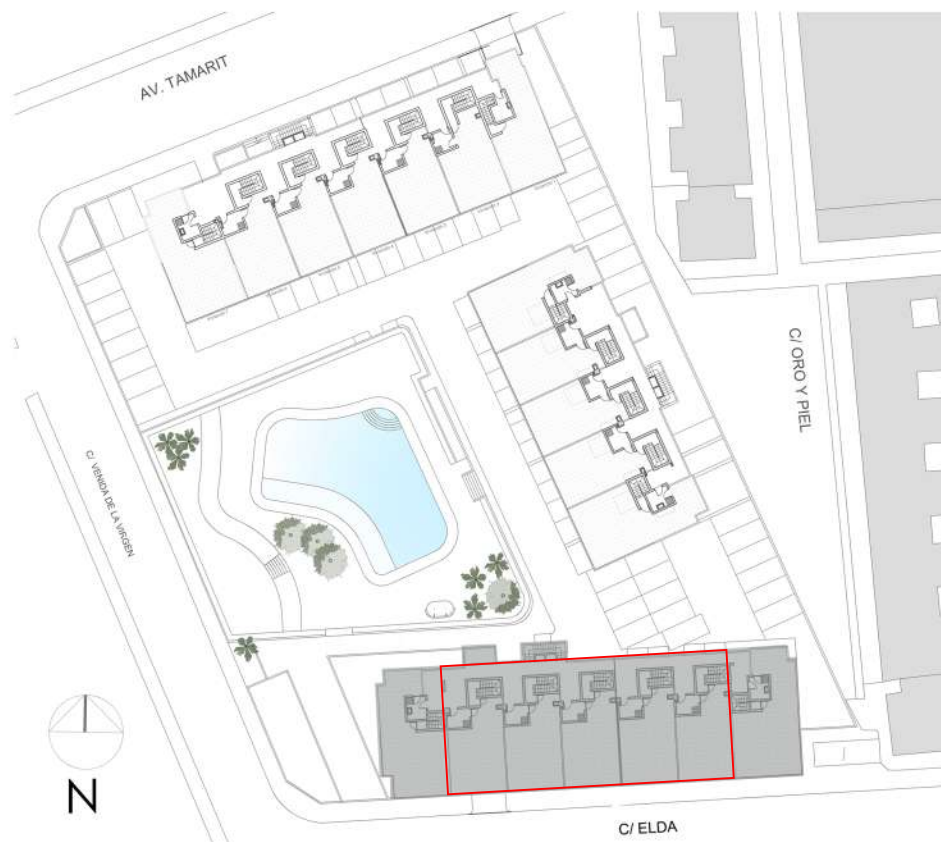 AV. TAMARIT
C/ ORO Y PIEL
C/ VENIDA DE LA VIRGEN
N
C/ ELDA